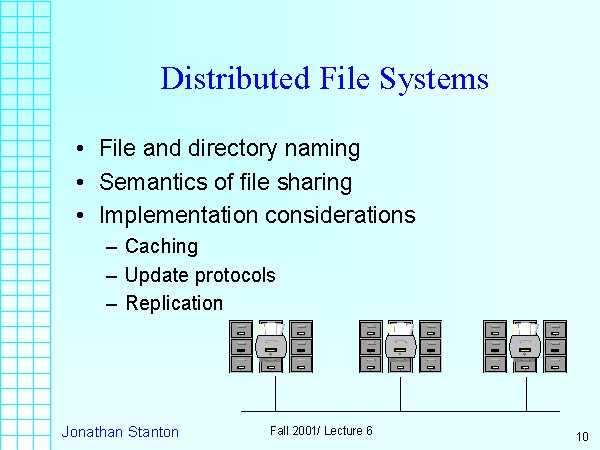 Distributed File Systems
• File and directory naming
• Semantics of file sharing
• Implementation considerations
– Caching
– Update protocols
– Replication
Jonathan Stanton
Fall 2001/ Lecture 6
10